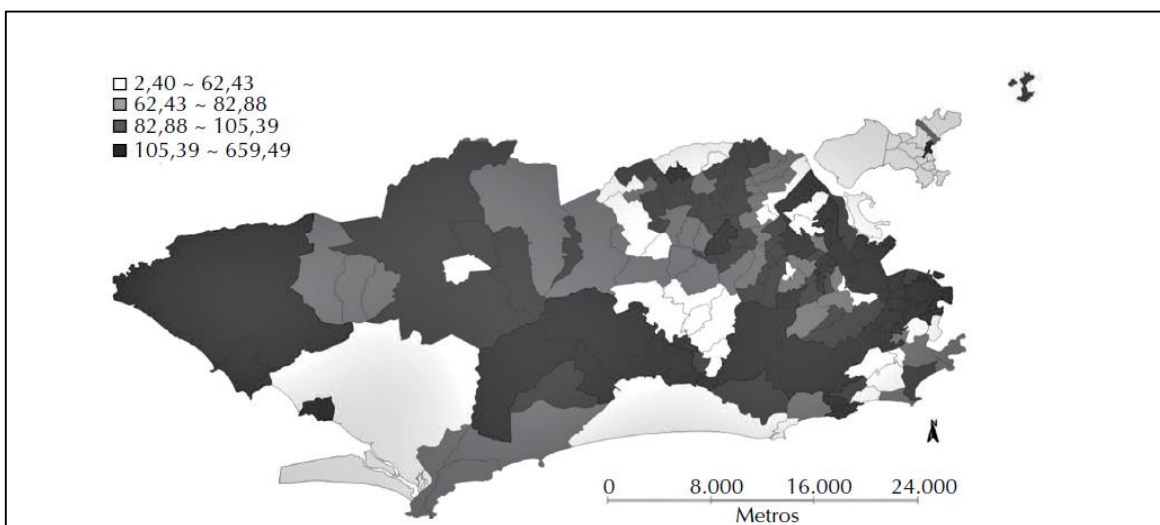 2,40 ~ 62,43
62,43 ~ 82,88
82,88 ~ 105,39
105,39 ~ 659,49
N
0 8.000 16.000 24.000
Metros